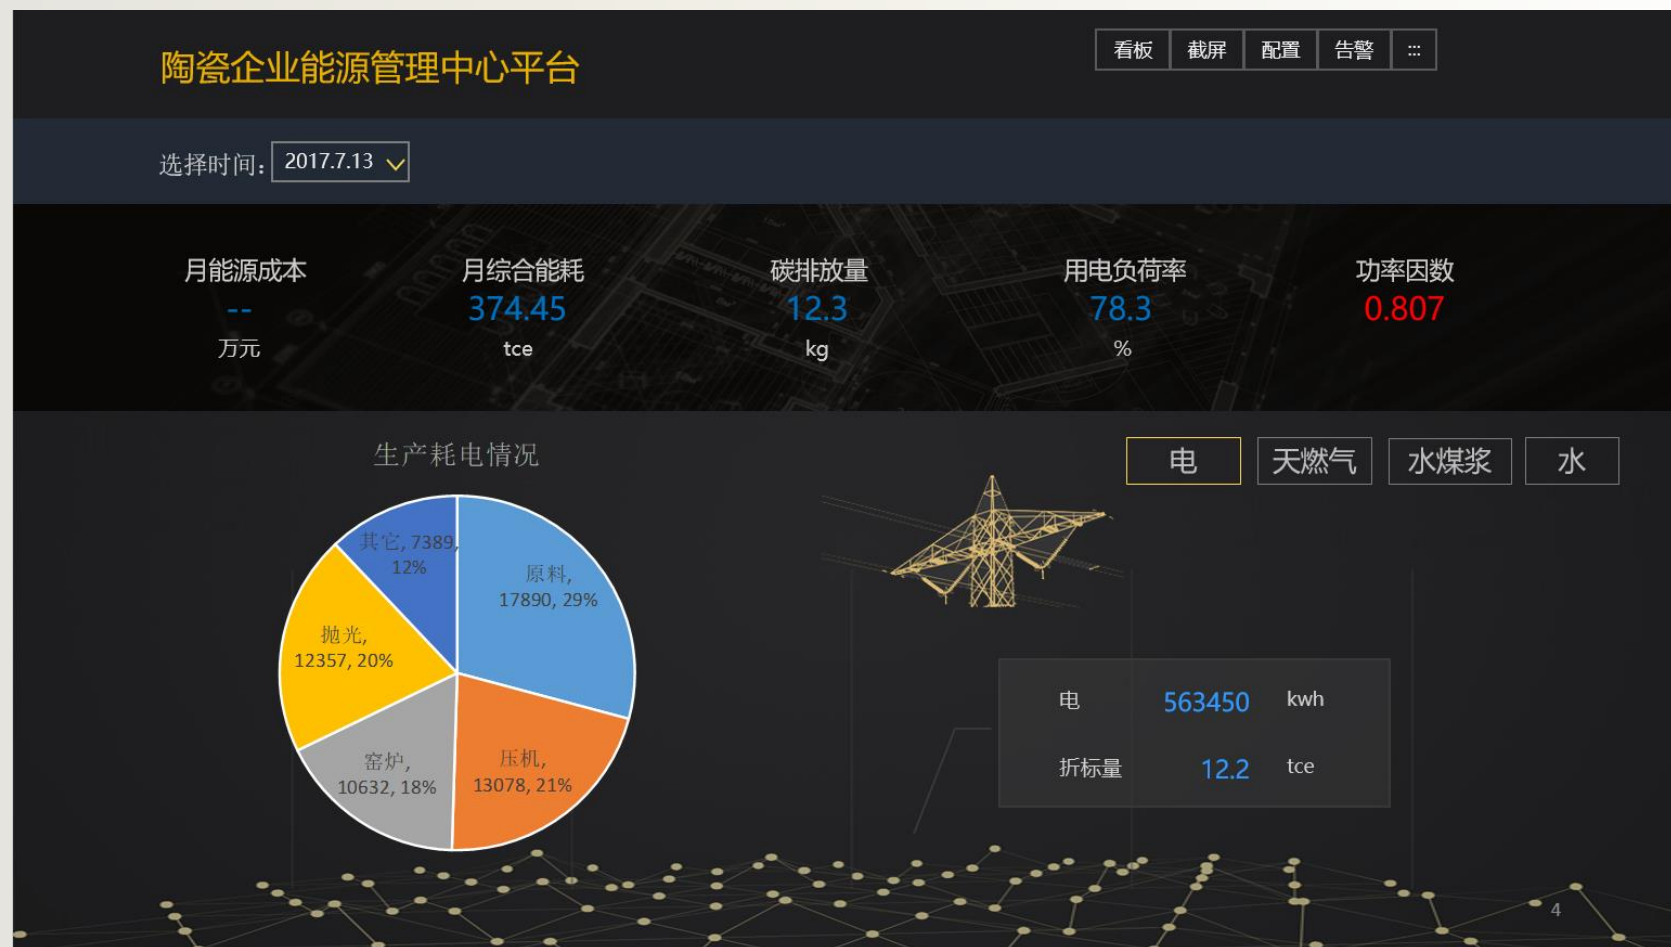 陶瓷企业能源管理中心平台
看板 截屏 配置 告警 :::
选择时间: 2017.7.13
月能源成本 月综合能耗 碳排放量 用电负荷率 功率因数
-- 374.45 12.3 78.3 0.807
万元 tce kg %
生产耗电情况
电 天燃气 水煤浆 水
其它, 7389,
12%
原料,
17890, 29%
抛光,
12357, 20%
窑炉,
10632, 18%
压机,
13078, 21%
电 563450 kwh
折标量 12.2 tce
4